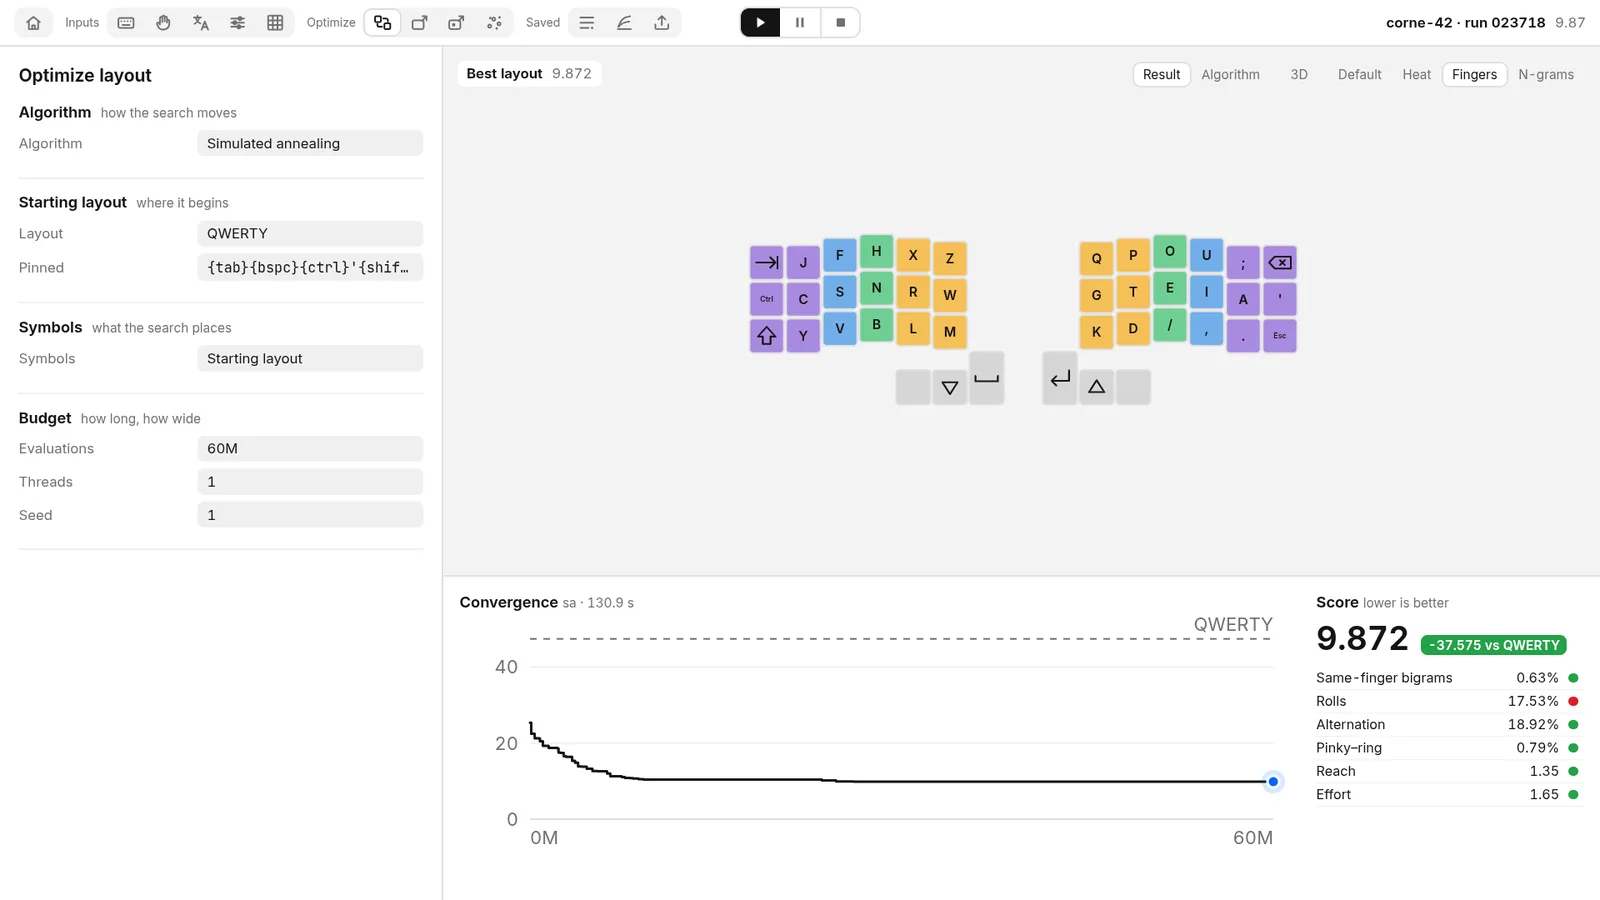 Inputs Optimize Saved corne-42 · run 023718 9.87
Optimize layout
Algorithm how the search moves
Algorithm Simulated annealing
Starting layout where it begins
Layout QWERTY
Pinned {tab}{bspc}{ctrl}'{shif…
Symbols what the search places
Symbols Starting layout
Budget how long, how wide
Evaluations 60M
Threads 1
Seed 1
Best layout 9.872
Result Algorithm 3D Default Heat Fingers N-grams
J F H X Z Q P O U ;
Ctrl C S N R W G T E I A '
Y V B L M K D / , . Esc
Convergence sa · 130.9 s
QWERTY
40
20
0
0M 60M
Score lower is better
9.872 -37.575 vs QWERTY
Same-finger bigrams 0.63%
Rolls 17.53%
Alternation 18.92%
Pinky–ring 0.79%
Reach 1.35
Effort 1.65